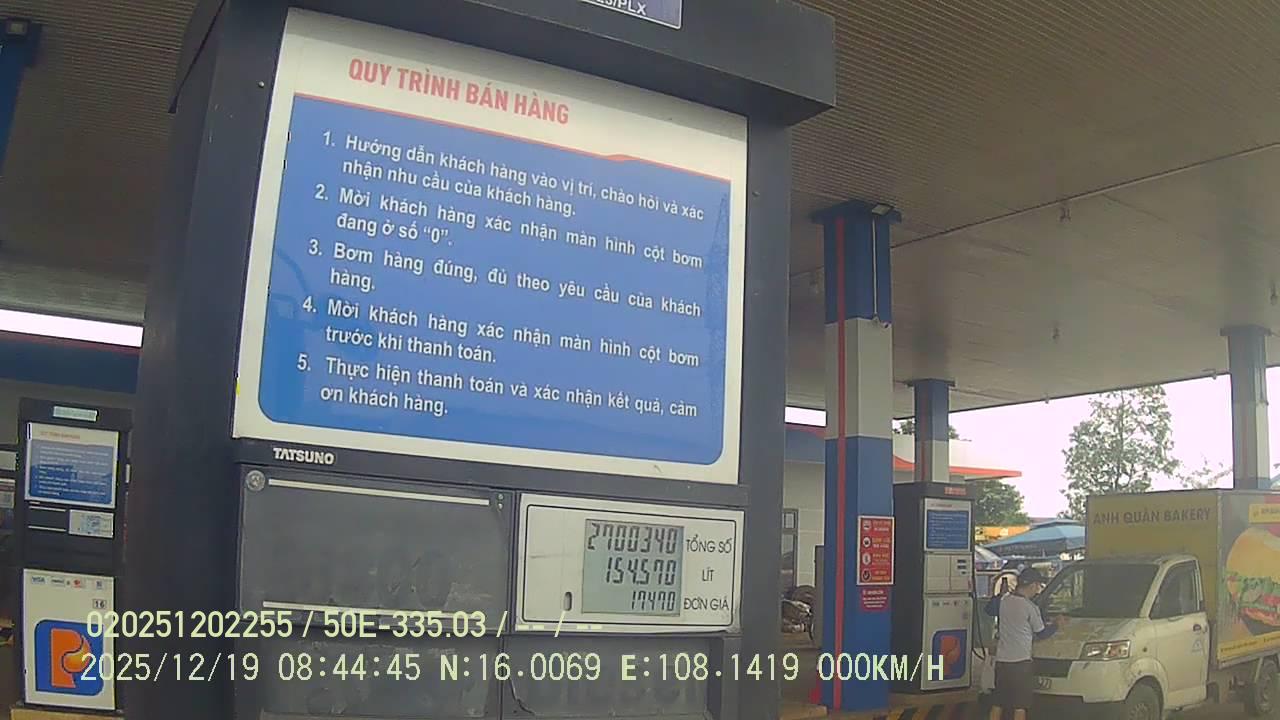 QUY TRÌNH BÁN HÀNG
1. Hướng dẫn khách hàng vào vị trí, chào hỏi và xác
nhận nhu cầu của khách hàng.
2. Mời khách hàng xác nhận màn hình cột bơm
đang ở số “0”.
3. Bơm hàng đúng, đủ theo yêu cầu của khách
hàng.
4. Mời khách hàng xác nhận màn hình cột bơm
trước khi thanh toán.
5. Thực hiện thanh toán và xác nhận kết quả, cảm
ơn khách hàng.
TATSUNO
2700340 TỔNG SỐ
154.570 LÍT
17470 ĐƠN GIÁ
ANH QUÂN BAKERY
VISA
16
020251202255 / 50E-335.03 / -- / --
2025/12/19 08:44:45 N:16.0069 E:108.1419 000KM/H